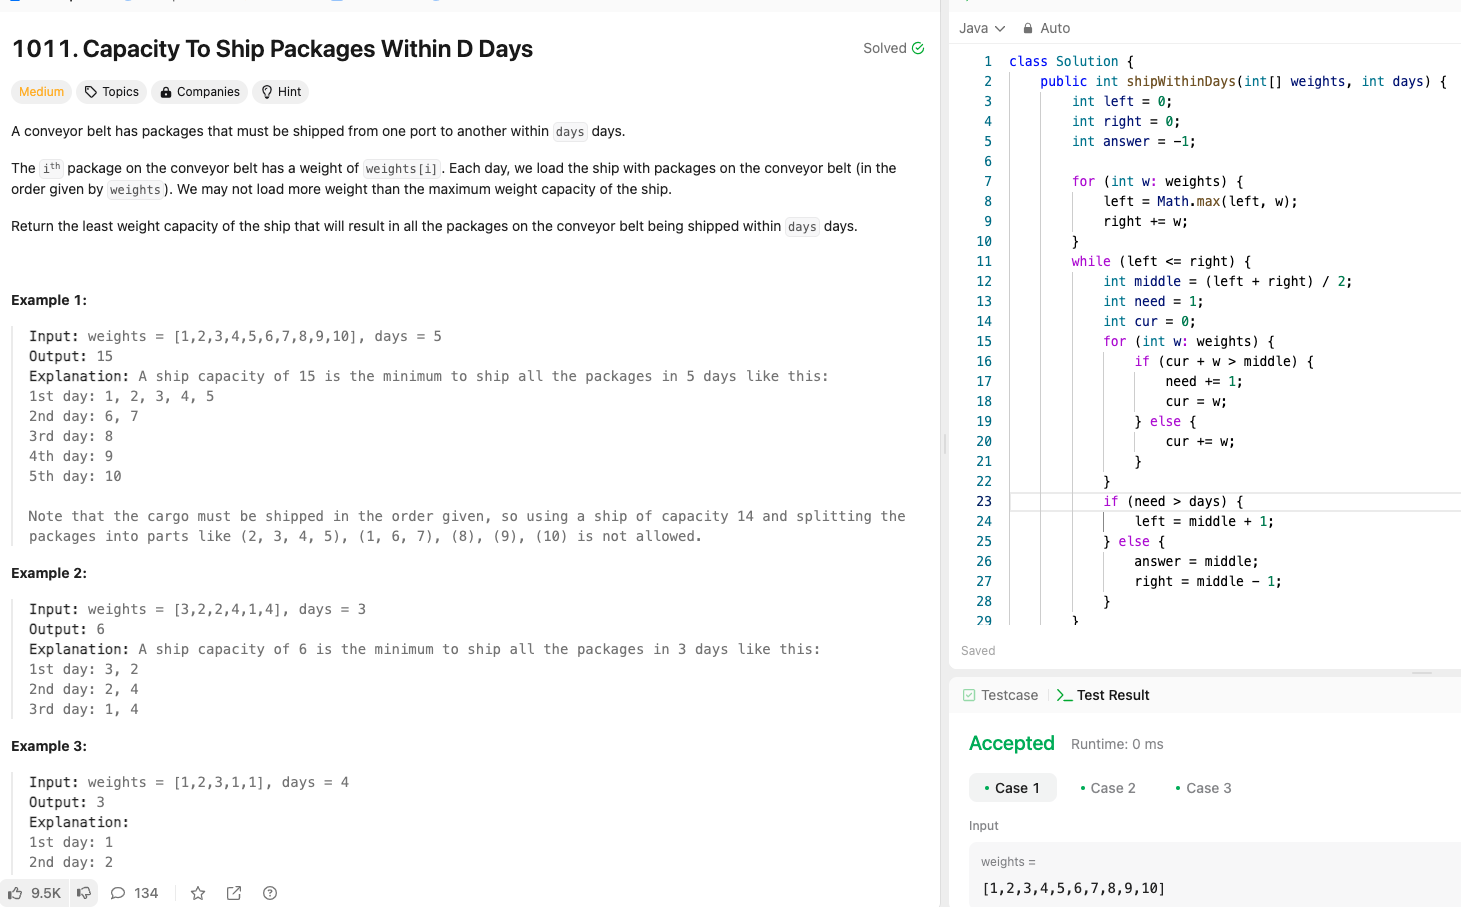 1011. Capacity To Ship Packages Within D Days
Solved
Medium Topics Companies Hint
A conveyor belt has packages that must be shipped from one port to another within days days.
The ith package on the conveyor belt has a weight of weights[i]. Each day, we load the ship with packages on the conveyor belt (in the
order given by weights). We may not load more weight than the maximum weight capacity of the ship.
Return the least weight capacity of the ship that will result in all the packages on the conveyor belt being shipped within days days.
Example 1:
Input: weights = [1,2,3,4,5,6,7,8,9,10], days = 5
Output: 15
Explanation: A ship capacity of 15 is the minimum to ship all the packages in 5 days like this:
1st day: 1, 2, 3, 4, 5
2nd day: 6, 7
3rd day: 8
4th day: 9
5th day: 10
Note that the cargo must be shipped in the order given, so using a ship of capacity 14 and splitting the
packages into parts like (2, 3, 4, 5), (1, 6, 7), (8), (9), (10) is not allowed.
Example 2:
Input: weights = [3,2,2,4,1,4], days = 3
Output: 6
Explanation: A ship capacity of 6 is the minimum to ship all the packages in 3 days like this:
1st day: 3, 2
2nd day: 2, 4
3rd day: 1, 4
Example 3:
Input: weights = [1,2,3,1,1], days = 4
Output: 3
Explanation:
1st day: 1
2nd day: 2
9.5K 134
Java Auto
1 class Solution {
2 public int shipWithinDays(int[] weights, int days) {
3 int left = 0;
4 int right = 0;
5 int answer = -1;
6
7 for (int w: weights) {
8 left = Math.max(left, w);
9 right += w;
10 }
11 while (left <= right) {
12 int middle = (left + right) / 2;
13 int need = 1;
14 int cur = 0;
15 for (int w: weights) {
16 if (cur + w > middle) {
17 need += 1;
18 cur = w;
19 } else {
20 cur += w;
21 }
22 }
23 if (need > days) {
24 left = middle + 1;
25 } else {
26 answer = middle;
27 right = middle - 1;
28 }
29 }
Saved
Testcase >_ Test Result
Accepted Runtime: 0 ms
• Case 1 • Case 2 • Case 3
Input
weights =
[1,2,3,4,5,6,7,8,9,10]